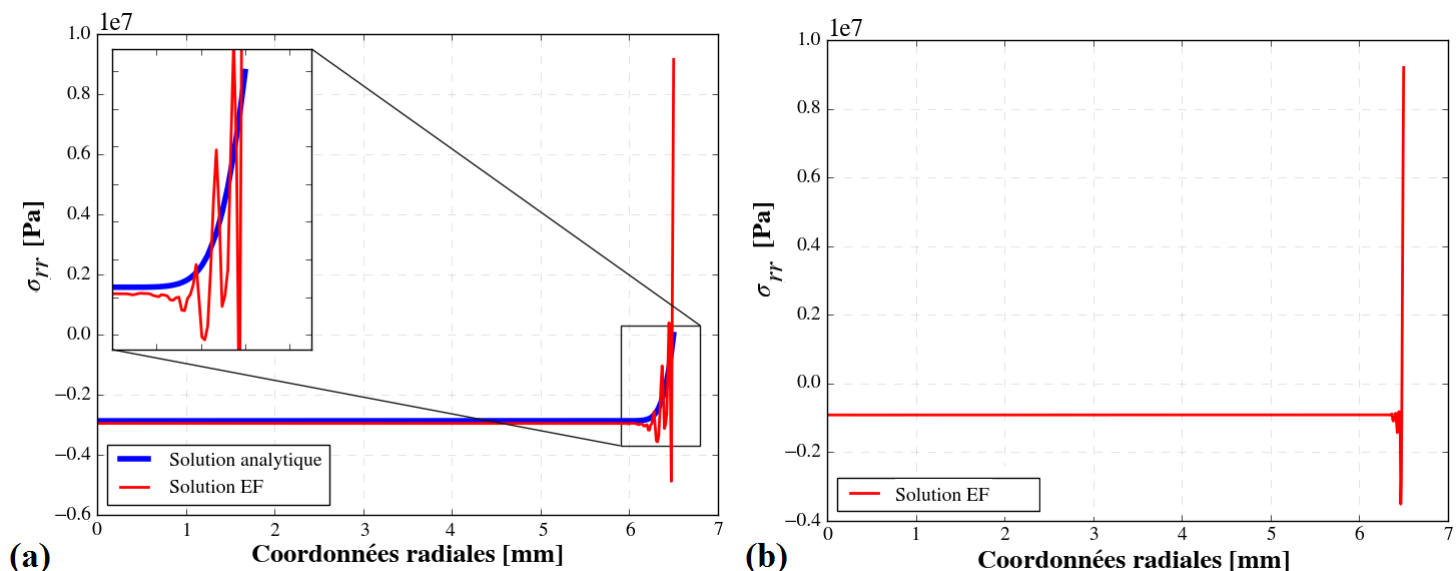 1e7
1.0
0.8
0.6
0.4
0.2
0.0
−0.2
−0.4
−0.6
0 1 2 3 4 5 6 7
σrr [Pa]
Solution analytique
Solution EF
Coordonnées radiales [mm]
(a)
1e7
1.0
0.8
0.6
0.4
0.2
0.0
−0.2
−0.4
0 1 2 3 4 5 6 7
σrr [Pa]
Solution EF
Coordonnées radiales [mm]
(b)